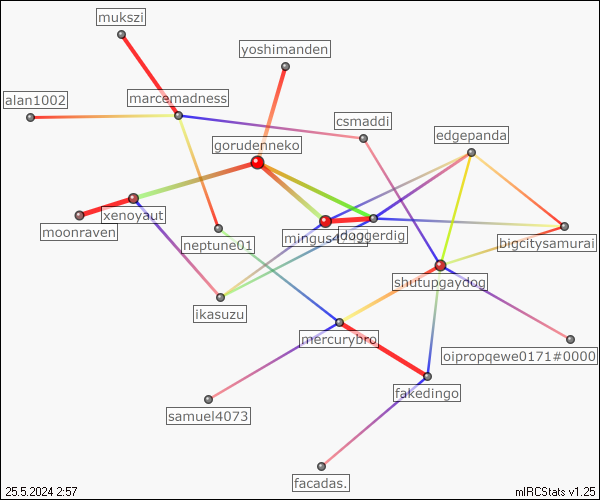 mukszi
yoshimanden
alan1002
marcemadness
csmaddi
edgepanda
gorudenneko
xenoyaut
moonraven
neptune01
doggerdig
bigcitysamurai
shutupgaydog
ikasuzu
mercurybro
oipropqewe0171#0000
fakedingo
samuel4073
facadas.
25.5.2024 2:57
mIRCStats v1.25